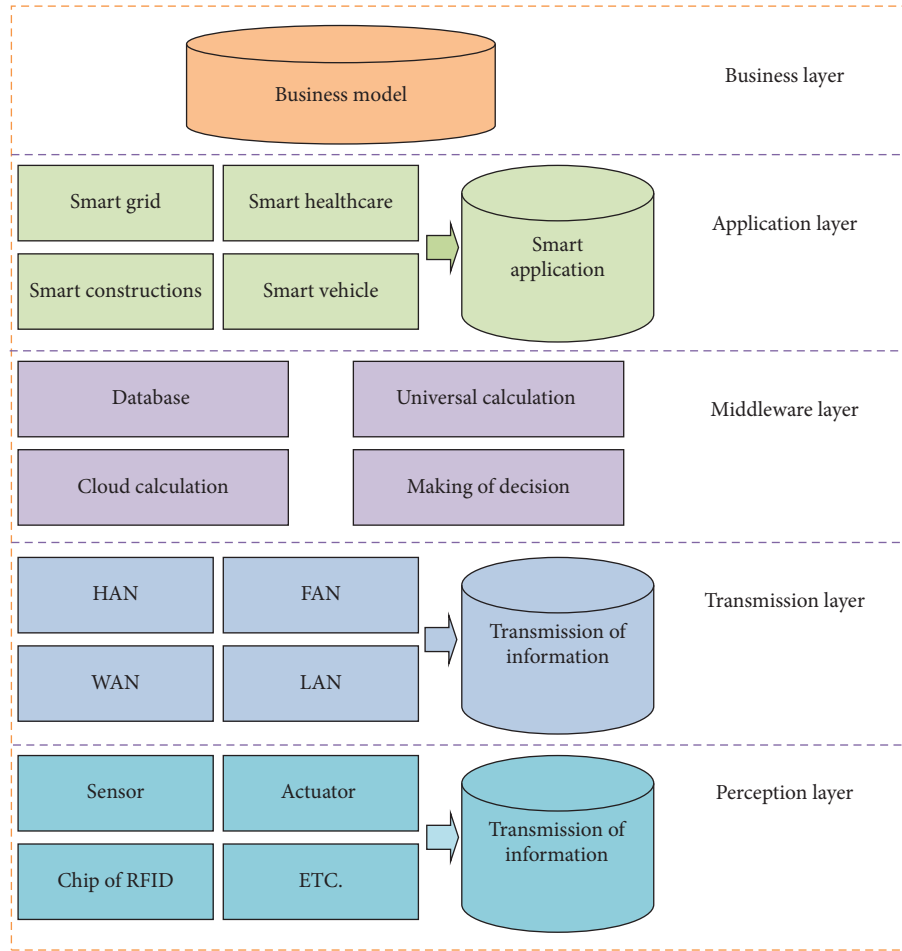 Business model
Business layer
Smart grid
Smart healthcare
Smart constructions
Smart vehicle
Smart
application
Application layer
Database
Universal calculation
Cloud calculation
Making of decision
Middleware layer
HAN
FAN
WAN
LAN
Transmission of
information
Transmission layer
Sensor
Actuator
Chip of RFID
ETC.
Transmission of
information
Perception layer